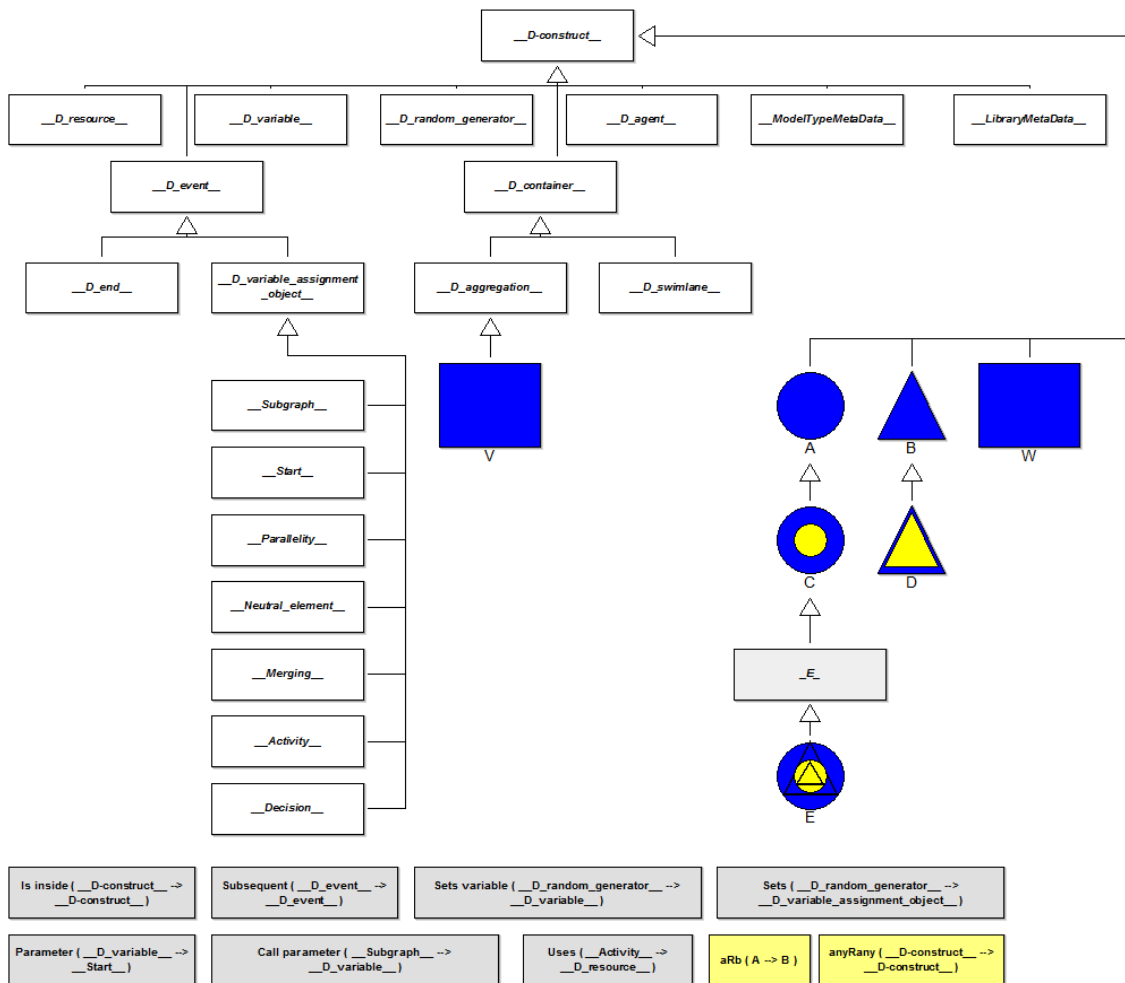 __D-construct__
__D_resource__
__D_variable__
__D_random_generator__
__D_agent__
__ModelTypeMetaData__
__LibraryMetaData__
__D_event__
__D_container__
__D_end__
__D_variable_assignment
_object__
__D_aggregation__
__D_swimlane__
__Subgraph__
V
A
B
W
__Start__
__Parallelity__
C
D
__Neutral_element__
__Merging__
_E_
__Activity__
__Decision__
E
Is inside ( __D-construct__ -->
__D-construct__ )
Subsequent ( __D_event__ -->
__D_event__ )
Sets variable ( __D_random_generator__ -->
__D_variable__ )
Sets ( __D_random_generator__ -->
__D_variable_assignment_object__ )
Parameter ( __D_variable__ -->
__Start__ )
Call parameter ( __Subgraph__ -->
__D_variable__ )
Uses ( __Activity__ -->
__D_resource__ )
aRb ( A --> B )
anyRany ( __D-construct__ -->
__D-construct__ )